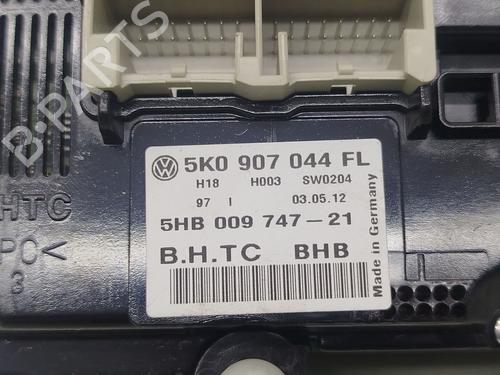 B-PARTS
5K0 907 044 FL
H18 H003 SW0204
97 I 03.05.12
5HB 009 747-21
B.H.TC BHB
Made in Germany
HTC
PC<